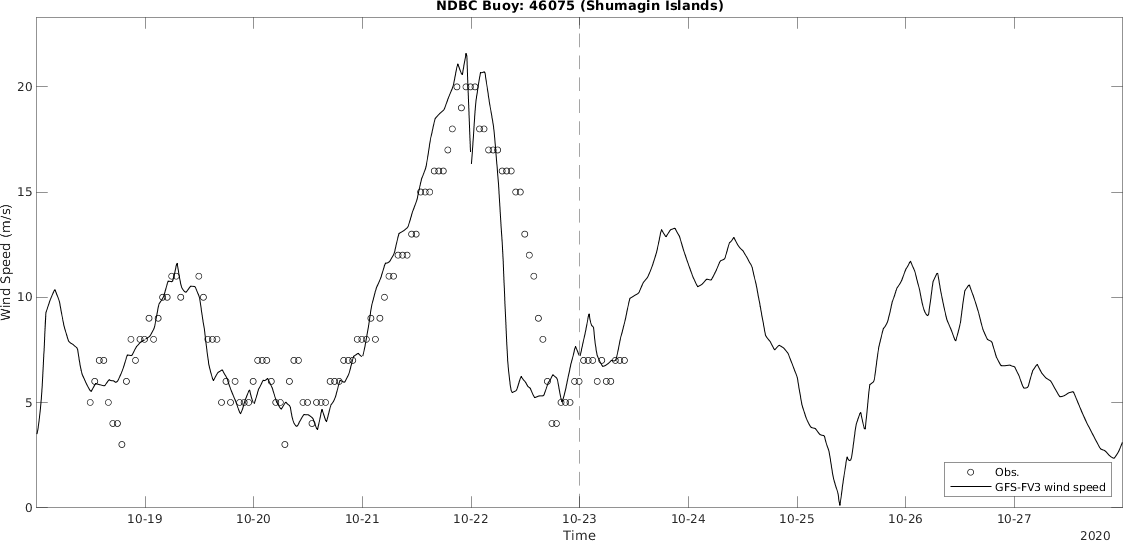 NDBC Buoy: 46075 (Shumagin Islands)
Wind Speed (m/s)
20
15
10
5
0
10-19 10-20 10-21 10-22 10-23 10-24 10-25 10-26 10-27
Time
2020
Obs.
GFS-FV3 wind speed